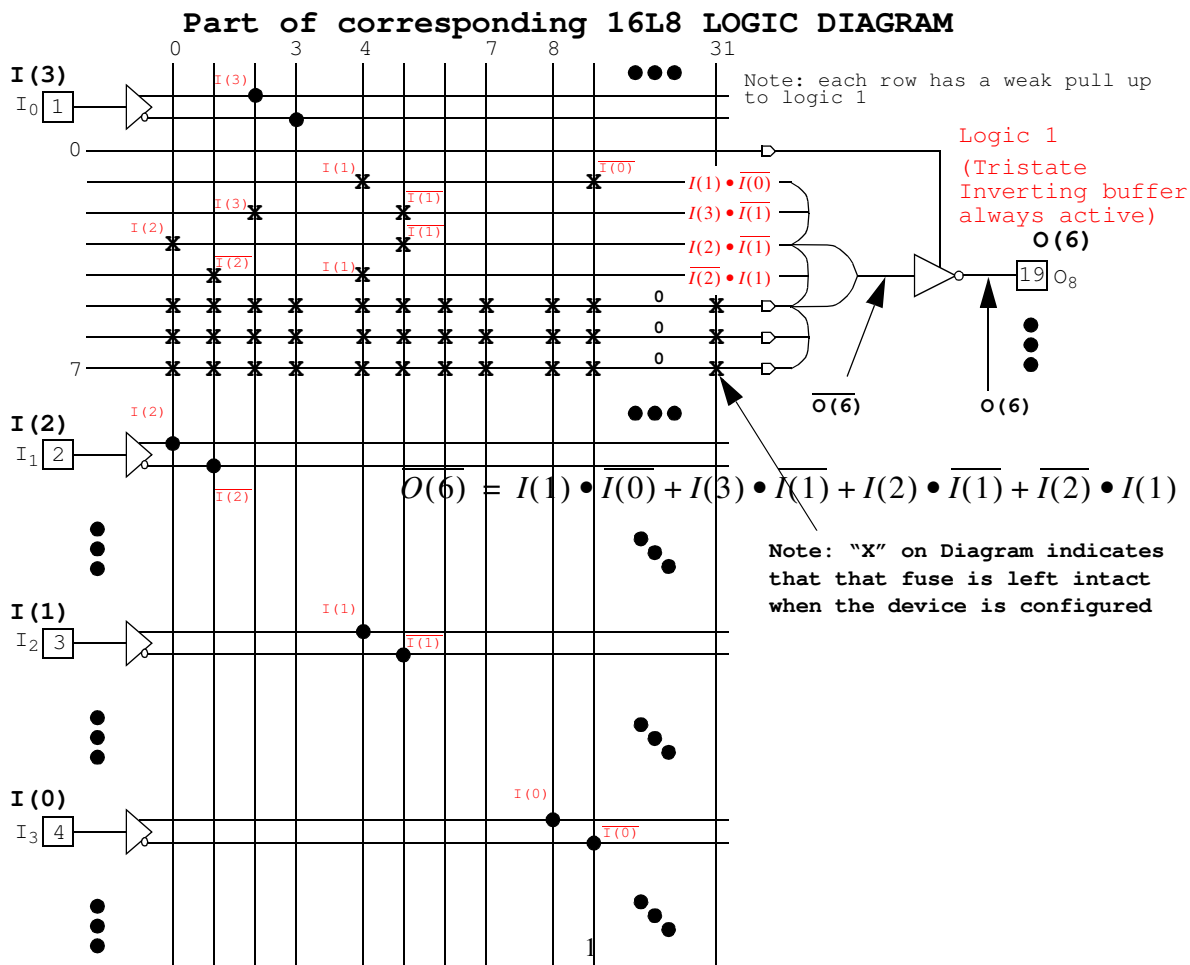 Part of corresponding 16L8 LOGIC DIAGRAM
0 3 4 7 8 31
I(3)
I(3)
Note: each row has a weak pull up
to logic 1
I₀ 1
0
Logic 1
(Tristate
Inverting buffer
always active)
I(1) I̅(̅0̅)̅ I(1) • I̅(̅0̅)̅
I(3) I̅(̅1̅)̅ I(3) • I̅(̅1̅)̅
I(2) I̅(̅1̅)̅ I(2) • I̅(̅1̅)̅
O(6)
I̅(̅2̅)̅ I(1) I̅(̅2̅)̅ • I(1)
19 O₈
X X X X X X X X X X 0 X
X X X X X X X X X X 0 X
7 X X X X X X X X X X 0 X
O̅(̅6̅)̅ O(6)
I(2)
I(2)
I₁ 2
I̅(̅2̅)̅
O̅(̅6̅)̅ = I(1) • I̅(̅0̅)̅ + I(3) • I̅(̅1̅)̅ + I(2) • I̅(̅1̅)̅ + I̅(̅2̅)̅ • I(1)
Note: “X” on Diagram indicates
that that fuse is left intact
when the device is configured
I(1)
I(1)
I₂ 3
I̅(̅1̅)̅
I(0)
I(0)
I₃ 4
I̅(̅0̅)̅
1